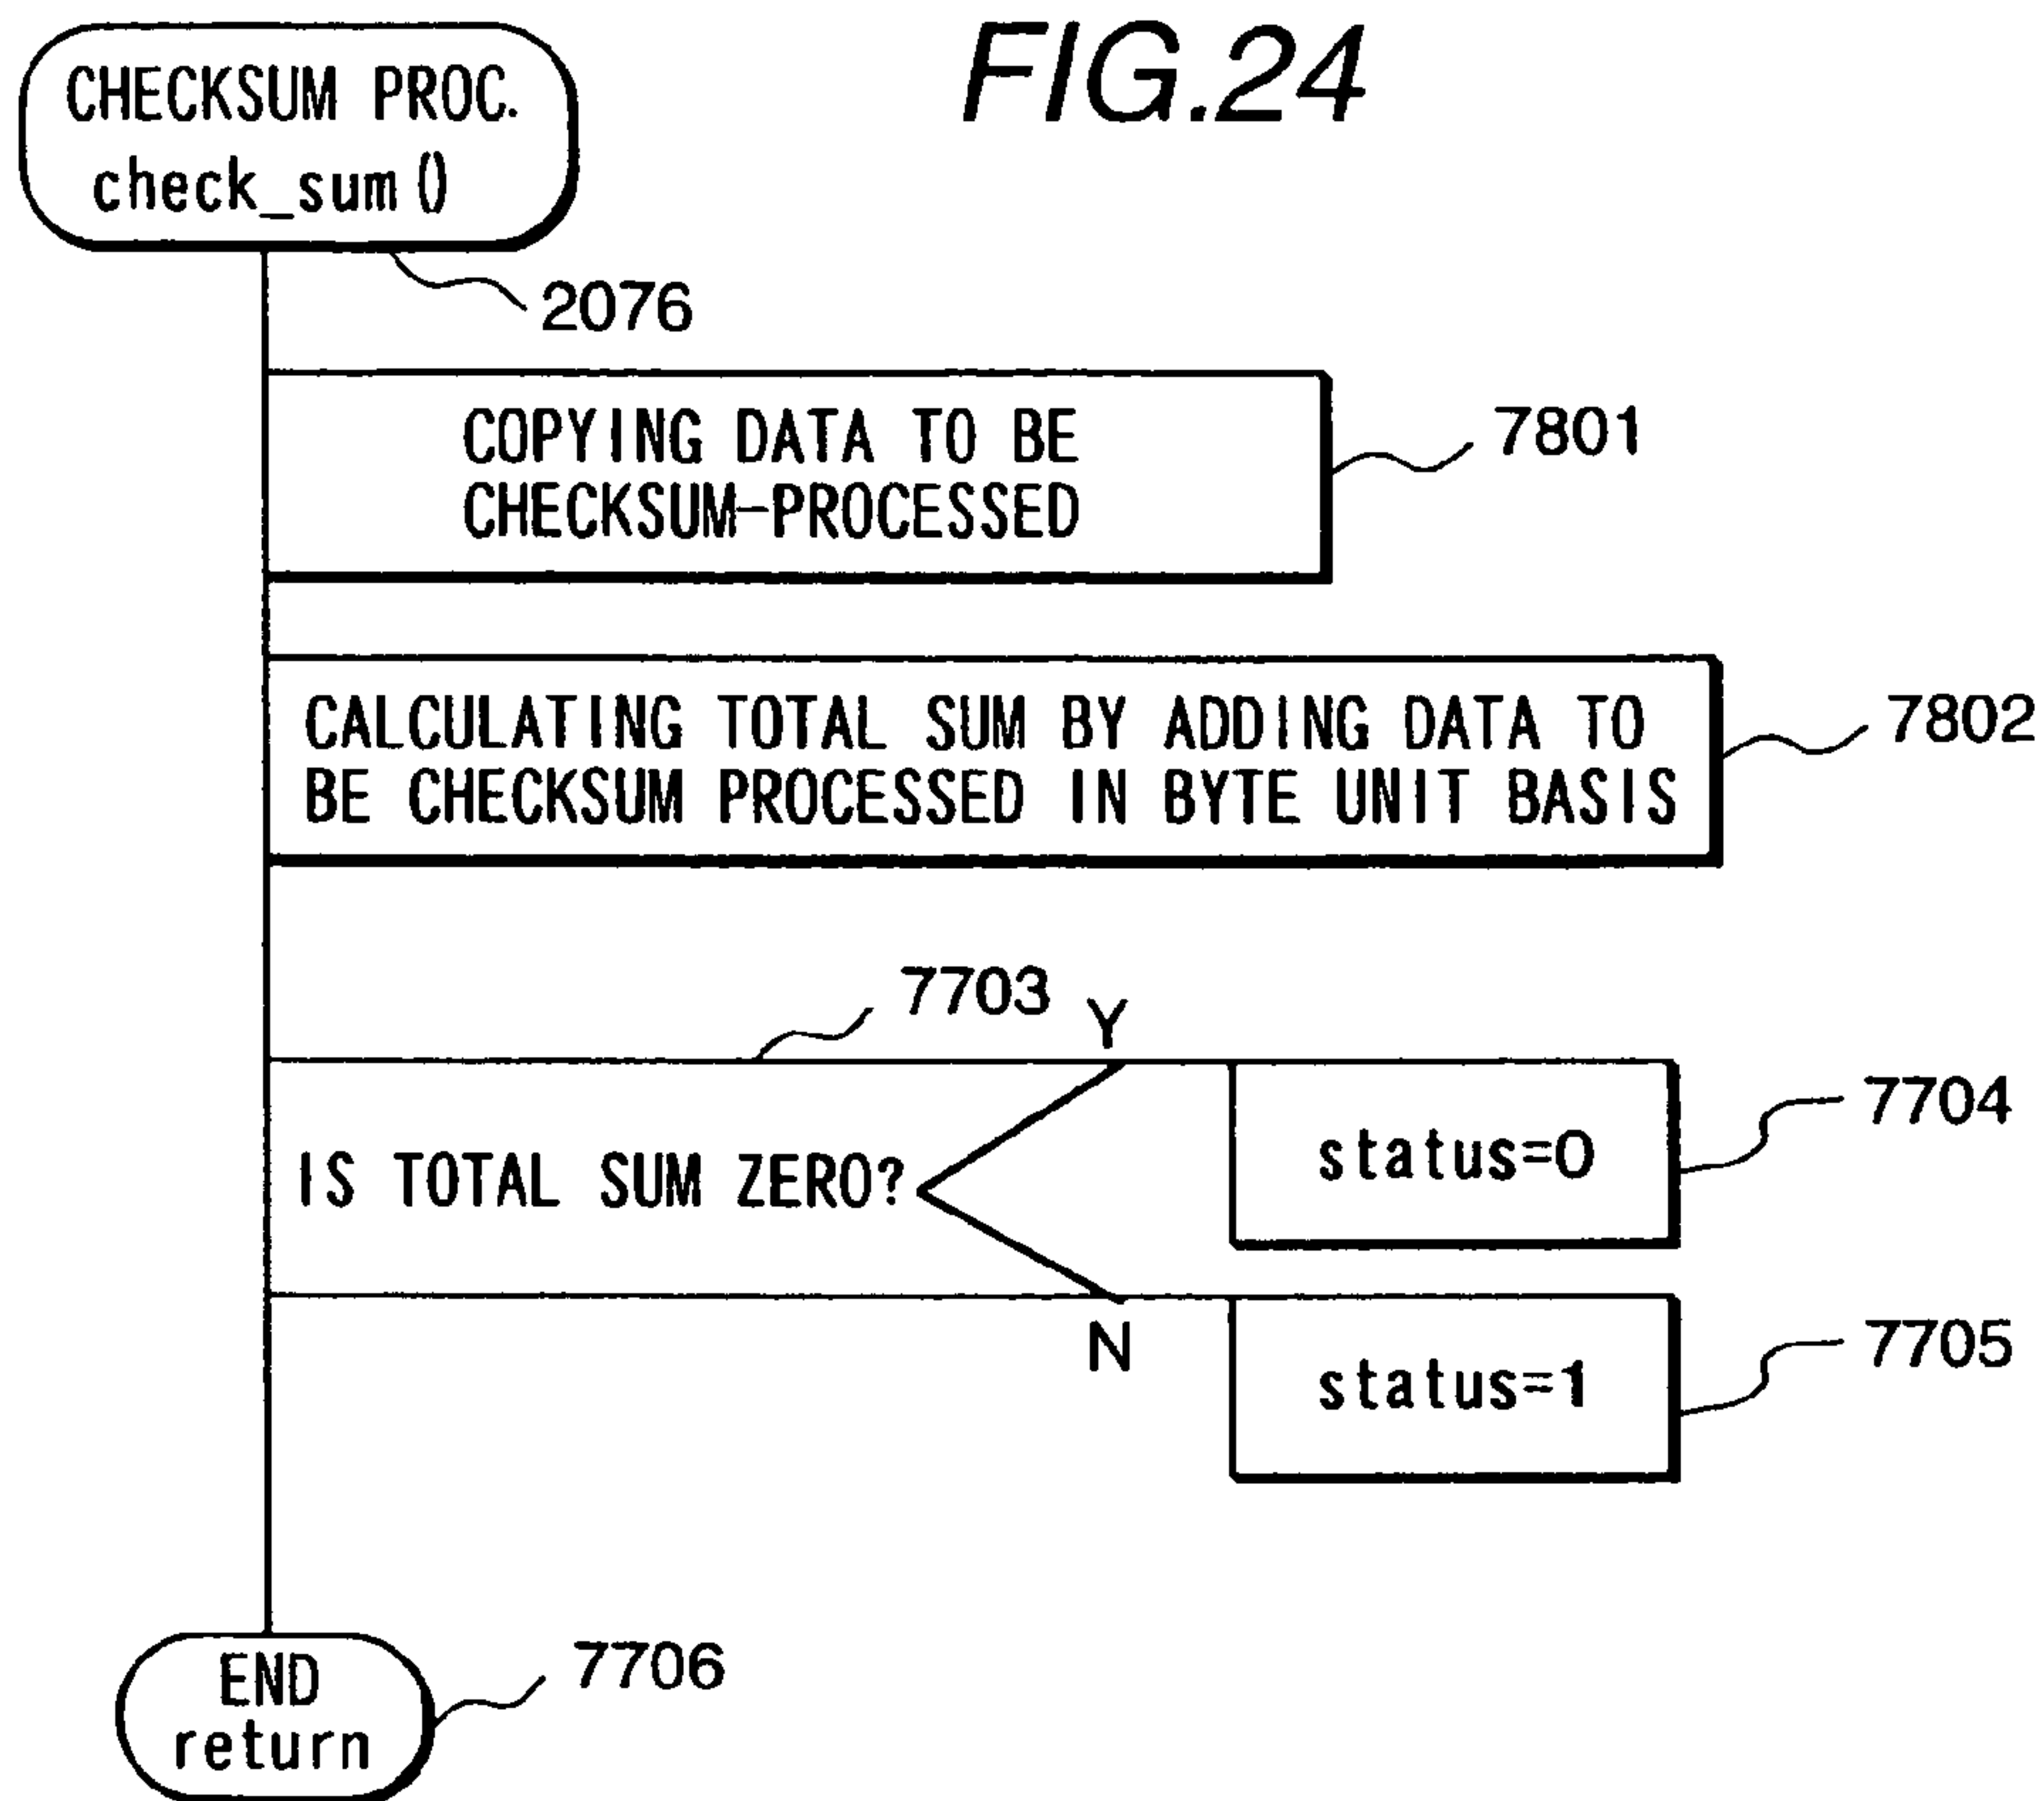 FIG.24
CHECKSUM PROC.
check_sum()
2076
COPYING DATA TO BE
CHECKSUM-PROCESSED
7801
CALCULATING TOTAL SUM BY ADDING DATA TO
BE CHECKSUM PROCESSED IN BYTE UNIT BASIS
7802
7703
Y
IS TOTAL SUM ZERO?
status=0
7704
N
status=1
7705
END
return
7706